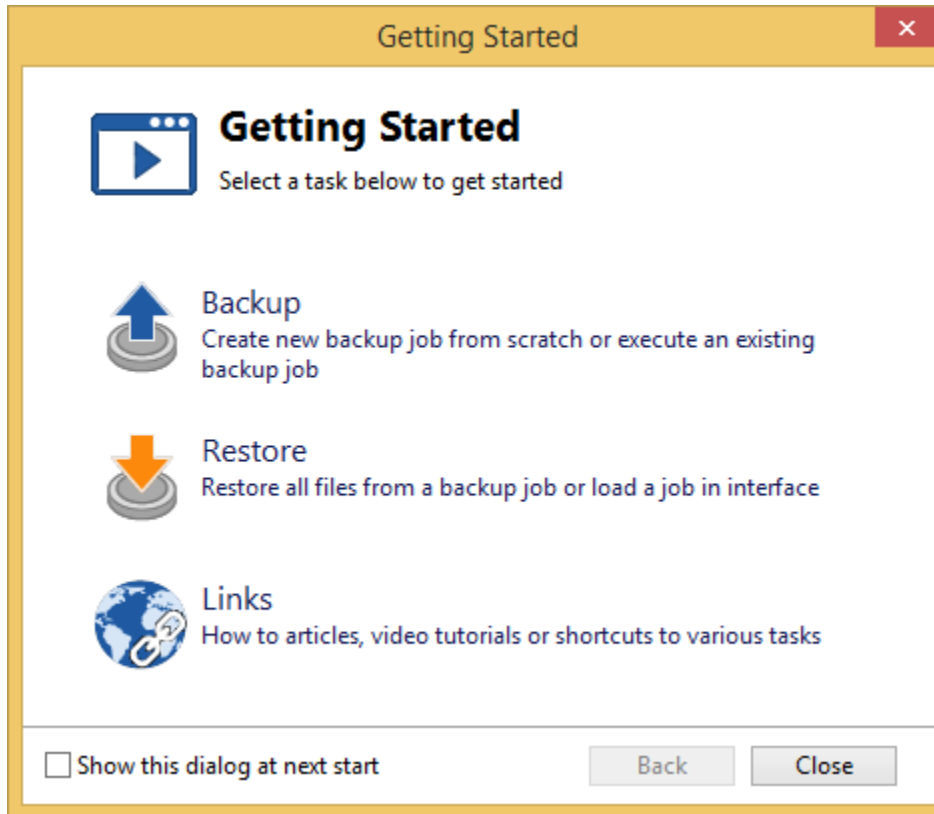 Getting Started
Getting Started
Select a task below to get started
Backup
Create new backup job from scratch or execute an existing
backup job
Restore
Restore all files from a backup job or load a job in interface
Links
How to articles, video tutorials or shortcuts to various tasks
Show this dialog at next start
Back
Close